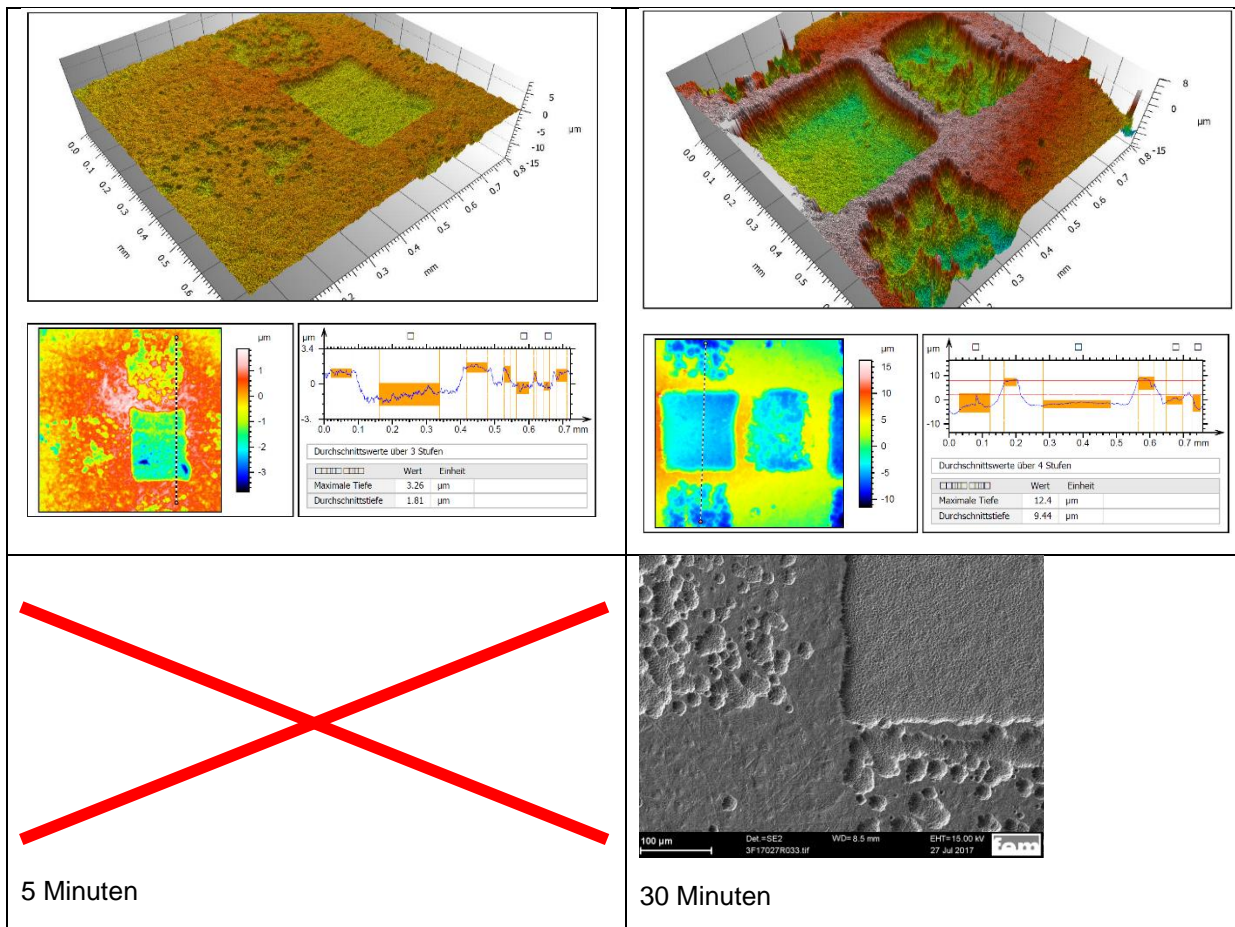 5
0
-5
-10
-15
µm
0.0
0.1
0.2
0.3
0.4
0.5
0.6
mm
0.2
0.3
0.4
0.5
0.6
0.7
0.8
mm
8
0
-8
-15
µm
0.0
0.1
0.2
0.3
0.4
0.5
0.6
mm
0.2
0.3
0.4
0.5
0.6
0.7
0.8
mm
µm
1
0
-1
-2
-3
µm
3.4
0
-3.
0.0 0.1 0.2 0.3 0.4 0.5 0.6 0.7 mm
Durchschnittswerte über 3 Stufen
Wert Einheit
Maximale Tiefe 3.26 µm
Durchschnittstiefe 1.81 µm
µm
15
10
5
0
-5
-10
µm
10
0
-10
0.0 0.1 0.2 0.3 0.4 0.5 0.6 0.7 mm
Durchschnittswerte über 4 Stufen
Wert Einheit
Maximale Tiefe 12.4 µm
Durchschnittstiefe 9.44 µm
100 µm
Det.=SE2 WD= 8.5 mm EHT=15.00 kV
3F17027R033.tif 27 Jul 2017
fem
5 Minuten
30 Minuten